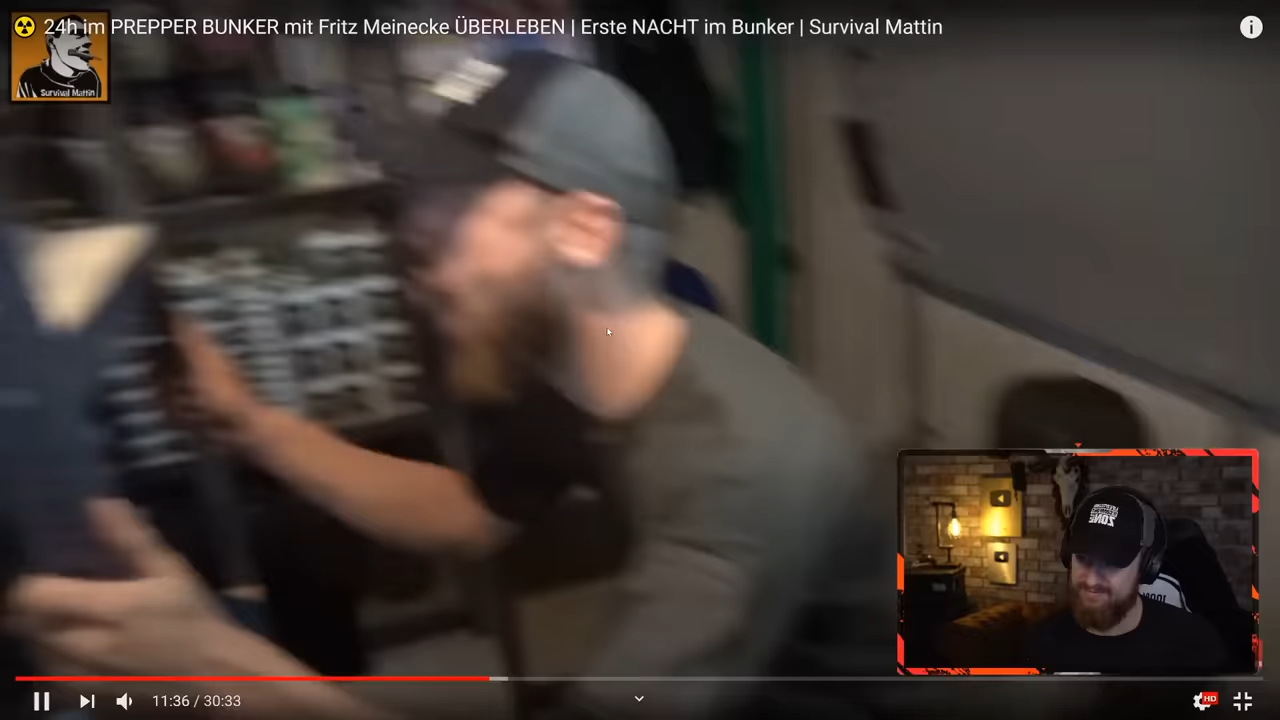 24h im PREPPER BUNKER mit Fritz Meinecke ÜBERLEBEN | Erste NACHT im Bunker | Survival Mattin
Survival Mattin
ZONE
11:36 / 30:33
HD